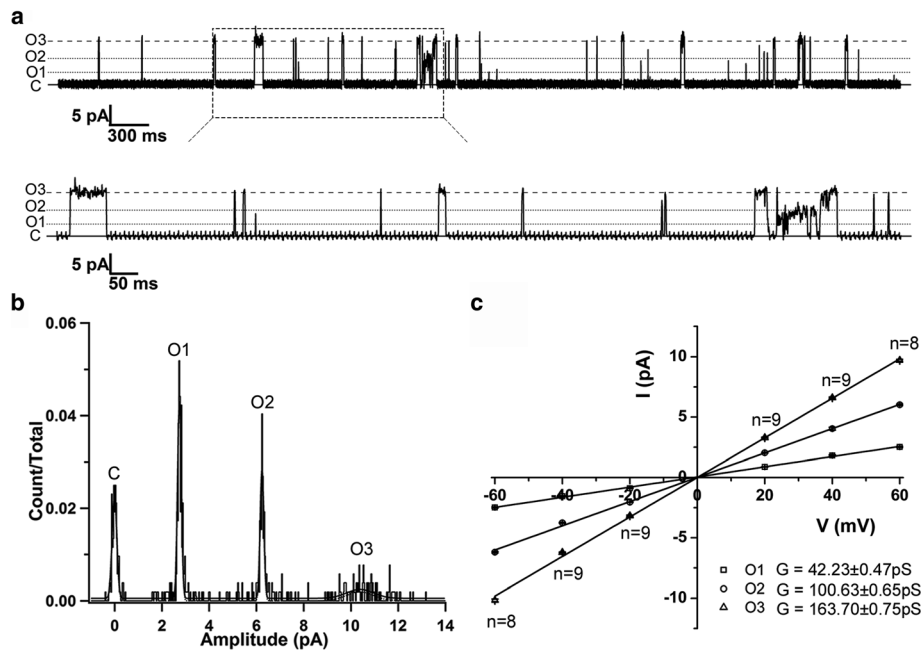 a
O3
O2
O1
C
5 pA
300 ms
O3
O2
O1
C
5 pA
50 ms
b
0.06
0.04
0.02
0.00
Count/Total
C
O1
O2
O3
0 2 4 6 8 10 12 14
Amplitude (pA)
c
I (pA)
10
5
0
-5
-10
-60 -40 -20 0 20 40 60
V (mV)
n=8
n=9
n=9
n=9
n=9
n=8
O1 G = 42.23±0.47pS
O2 G = 100.63±0.65pS
O3 G = 163.70±0.75pS